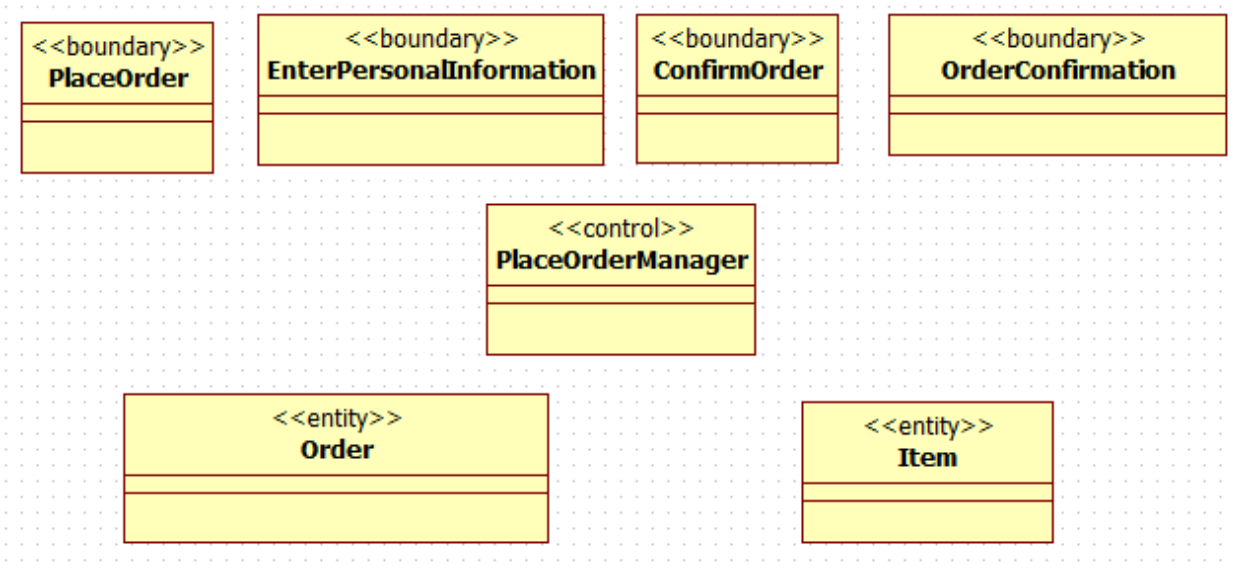 <<boundary>>
PlaceOrder
<<boundary>>
EnterPersonalInformation
<<boundary>>
ConfirmOrder
<<boundary>>
OrderConfirmation
<<control>>
PlaceOrderManager
<<entity>>
Order
<<entity>>
Item